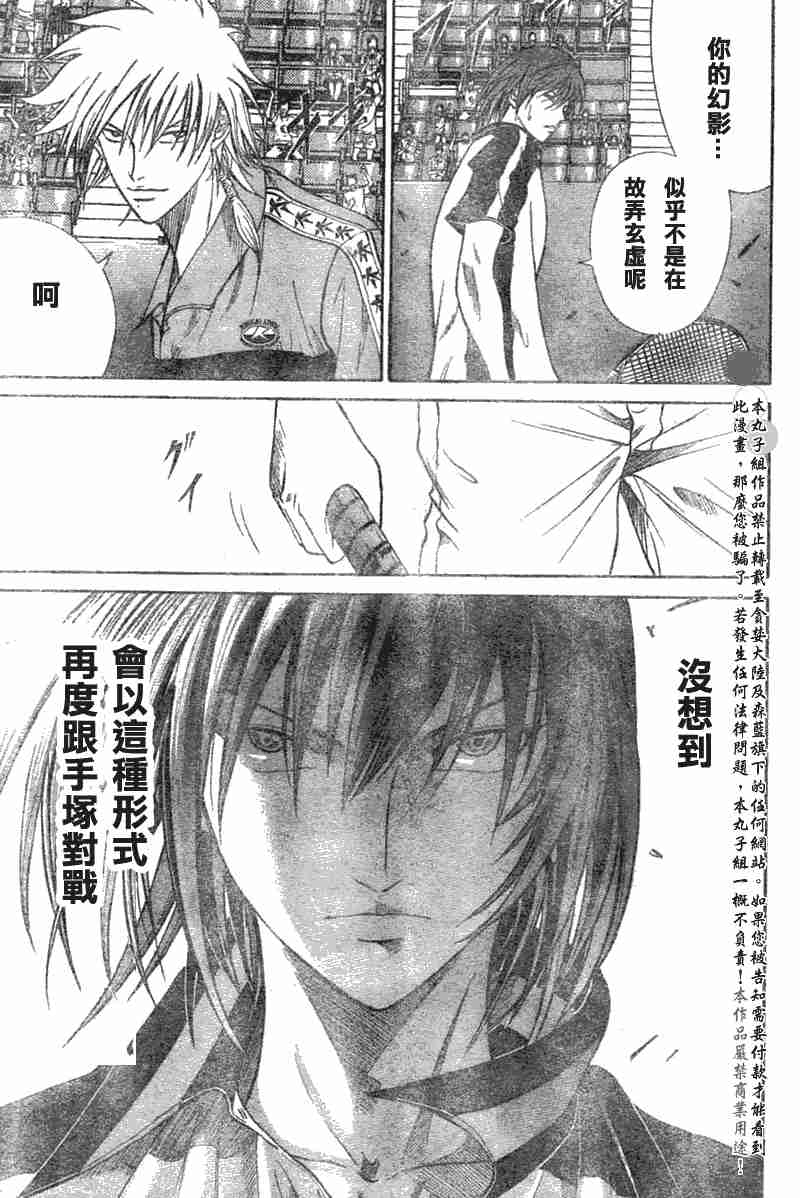 你的幻影…
似乎不是在
故弄玄虛呢
呵
沒想到
會以這種形式
再度跟手塚對戰
本丸子組作品禁止轉載至貪婪大陸及森藍旗下的任何網站。如果您被告知需要付款才能看到
此漫畫，那麼您被騙了。若發生任何法律問題，本丸子組一概不負責！本作品嚴禁商業用途！